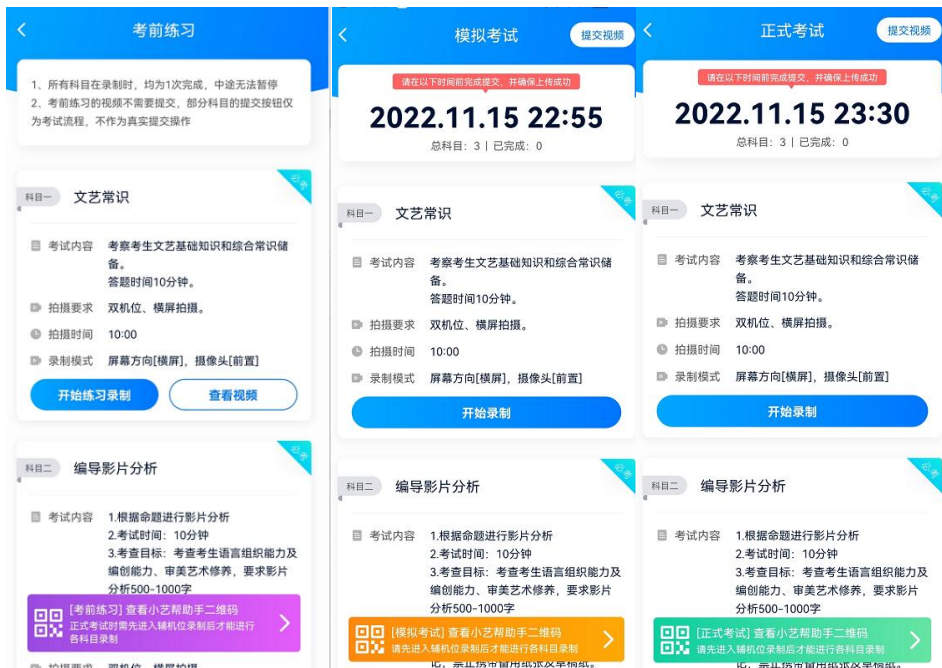 考前练习
1、所有科目在录制时，均为1次完成，中途无法暂停
2、考前练习的视频不需要提交，部分科目的提交按钮仅
为考试流程，不作为真实提交操作
必考
科目一 文艺常识
考试内容 考察考生文艺基础知识和综合常识储
备。
答题时间10分钟。
拍摄要求 双机位、横屏拍摄。
拍摄时间 10:00
录制模式 屏幕方向[横屏]，摄像头[前置]
开始练习录制 查看视频
必考
科目二 编导影片分析
考试内容 1.根据命题进行影片分析
2.考试时间：10分钟
3.考查目标：考查考生语言组织能力及
编创能力、审美艺术修养，要求影片
分析500-1000字
[考前练习] 查看小艺帮助手二维码
正式考试时需先进入辅机位录制后才能进行
各科目录制
模拟考试 提交视频
请在以下时间前完成提交，并确保上传成功
2022.11.15 22:55
总科目：3 | 已完成：0
必考
科目一 文艺常识
考试内容 考察考生文艺基础知识和综合常识储
备。
答题时间10分钟。
拍摄要求 双机位、横屏拍摄。
拍摄时间 10:00
录制模式 屏幕方向[横屏]，摄像头[前置]
开始录制
必考
科目二 编导影片分析
考试内容 1.根据命题进行影片分析
2.考试时间：10分钟
3.考查目标：考查考生语言组织能力及
编创能力、审美艺术修养，要求影片
分析500-1000字
[模拟考试] 查看小艺帮助手二维码
请先进入辅机位录制后才能进行各科目录制
正式考试 提交视频
请在以下时间前完成提交，并确保上传成功
2022.11.15 23:30
总科目：3 | 已完成：0
必考
科目一 文艺常识
考试内容 考察考生文艺基础知识和综合常识储
备。
答题时间10分钟。
拍摄要求 双机位、横屏拍摄。
拍摄时间 10:00
录制模式 屏幕方向[横屏]，摄像头[前置]
开始录制
必考
科目二 编导影片分析
考试内容 1.根据命题进行影片分析
2.考试时间：10分钟
3.考查目标：考查考生语言组织能力及
编创能力、审美艺术修养，要求影片
分析500-1000字
[正式考试] 查看小艺帮助手二维码
请先进入辅机位录制后才能进行各科目录制